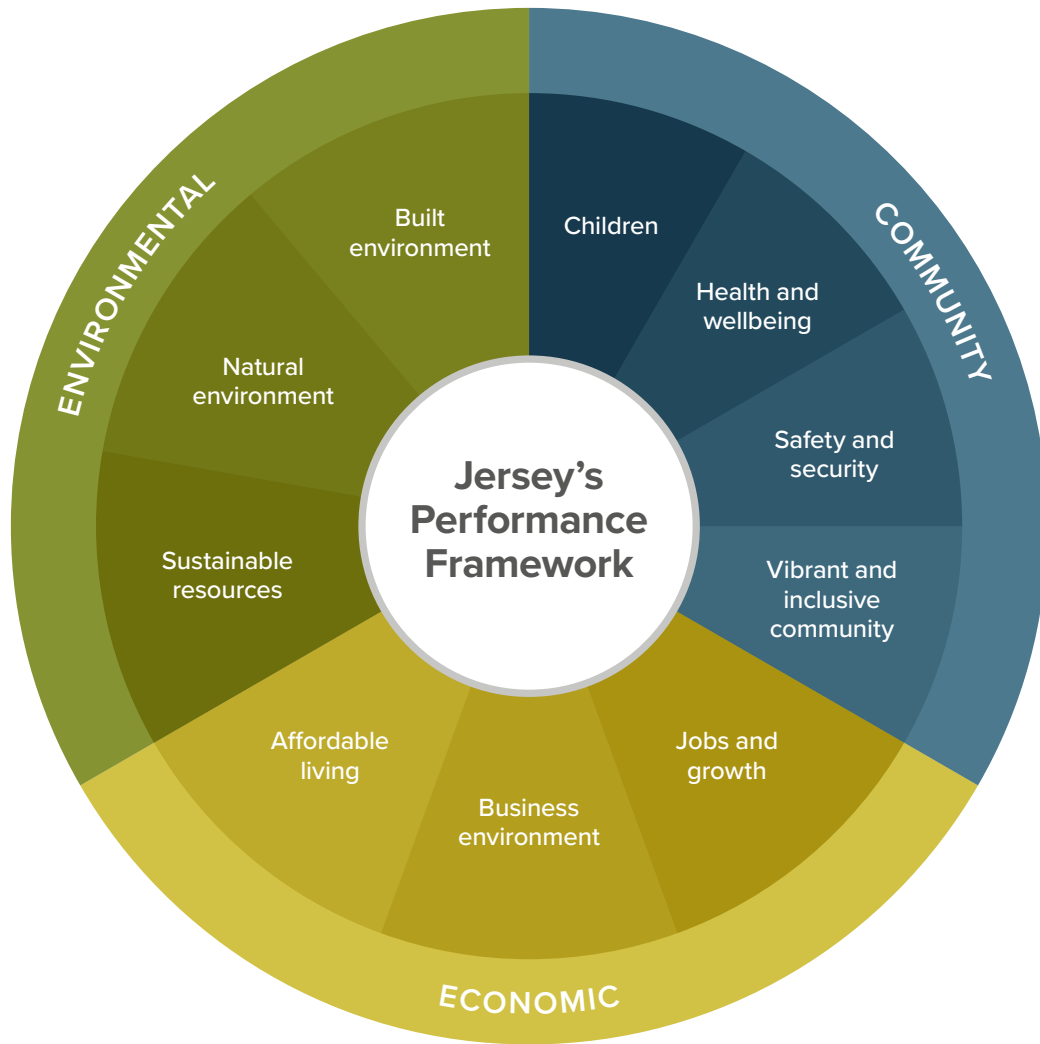 Jersey’s
Performance
Framework
COMMUNITY
Children
Health and
wellbeing
Safety and
security
Vibrant and
inclusive
community
ECONOMIC
Jobs and
growth
Business
environment
Affordable
living
ENVIRONMENTAL
Sustainable
resources
Natural
environment
Built
environment